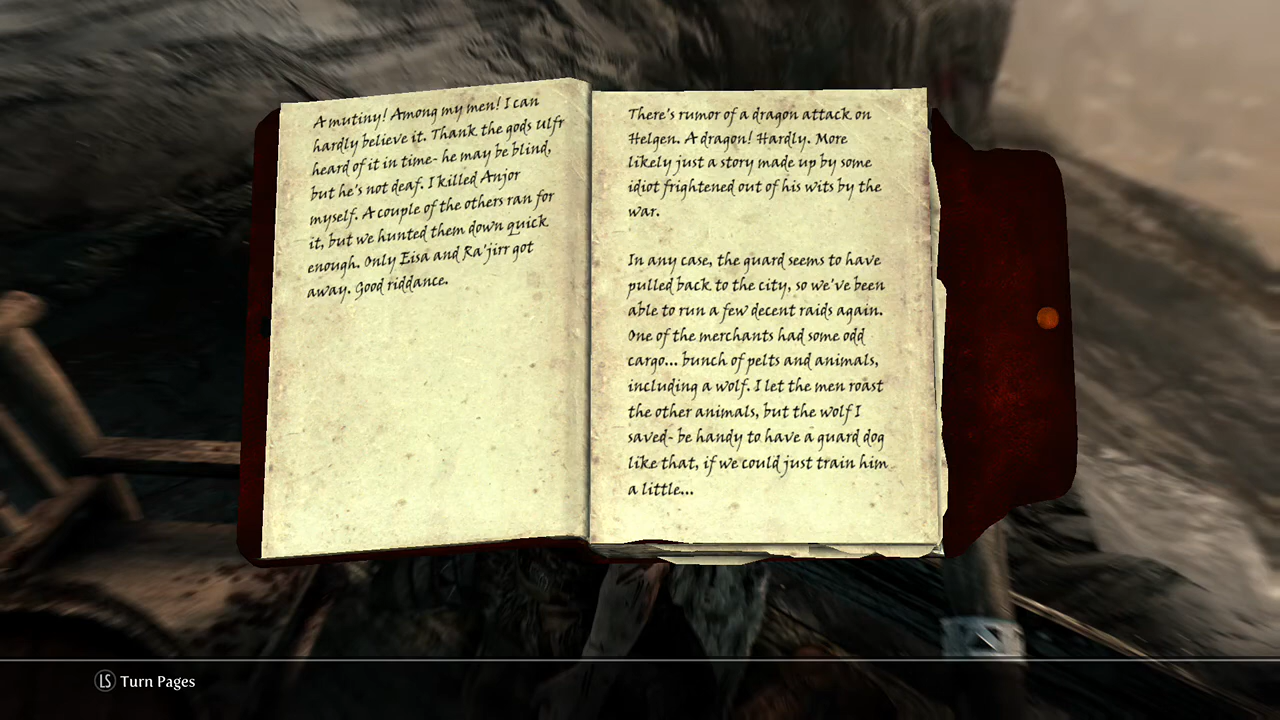 A mutiny! Among my men! I can
hardly believe it. Thank the gods Ulfr
heard of it in time- he may be blind,
but he's not deaf. I killed Anjor
myself. A couple of the others ran for
it, but we hunted them down quick
enough. Only Eisa and Ra'jirr got
away. Good riddance.
There's rumor of a dragon attack on
Helgen. A dragon! Hardly. More
likely just a story made up by some
idiot frightened out of his wits by the
war.
In any case, the guard seems to have
pulled back to the city, so we've been
able to run a few decent raids again.
One of the merchants had some odd
cargo... bunch of pelts and animals,
including a wolf. I let the men roast
the other animals, but the wolf I
saved- be handy to have a guard dog
like that, if we could just train him
a little...
LS Turn Pages